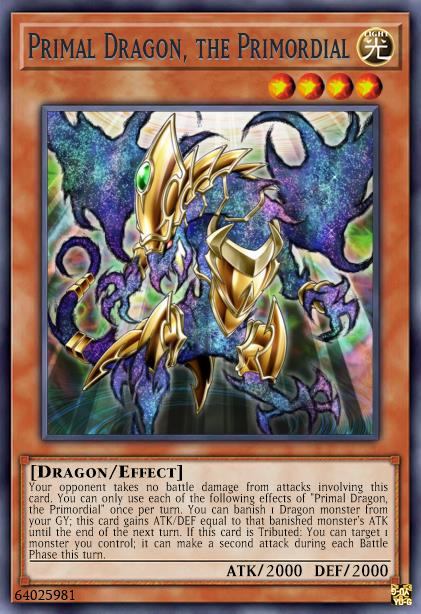 PRIMAL DRAGON, THE PRIMORDIAL
LIGHT
光
[DRAGON/EFFECT]
Your opponent takes no battle damage from attacks involving this
card. You can only use each of the following effects of "Primal Dragon,
the Primordial" once per turn. You can banish 1 Dragon monster from
your GY; this card gains ATK/DEF equal to that banished monster's ATK
until the end of the next turn. If this card is Tributed: You can target 1
monster you control; it can make a second attack during each Battle
Phase this turn.
ATK/2000 DEF/2000
64025981